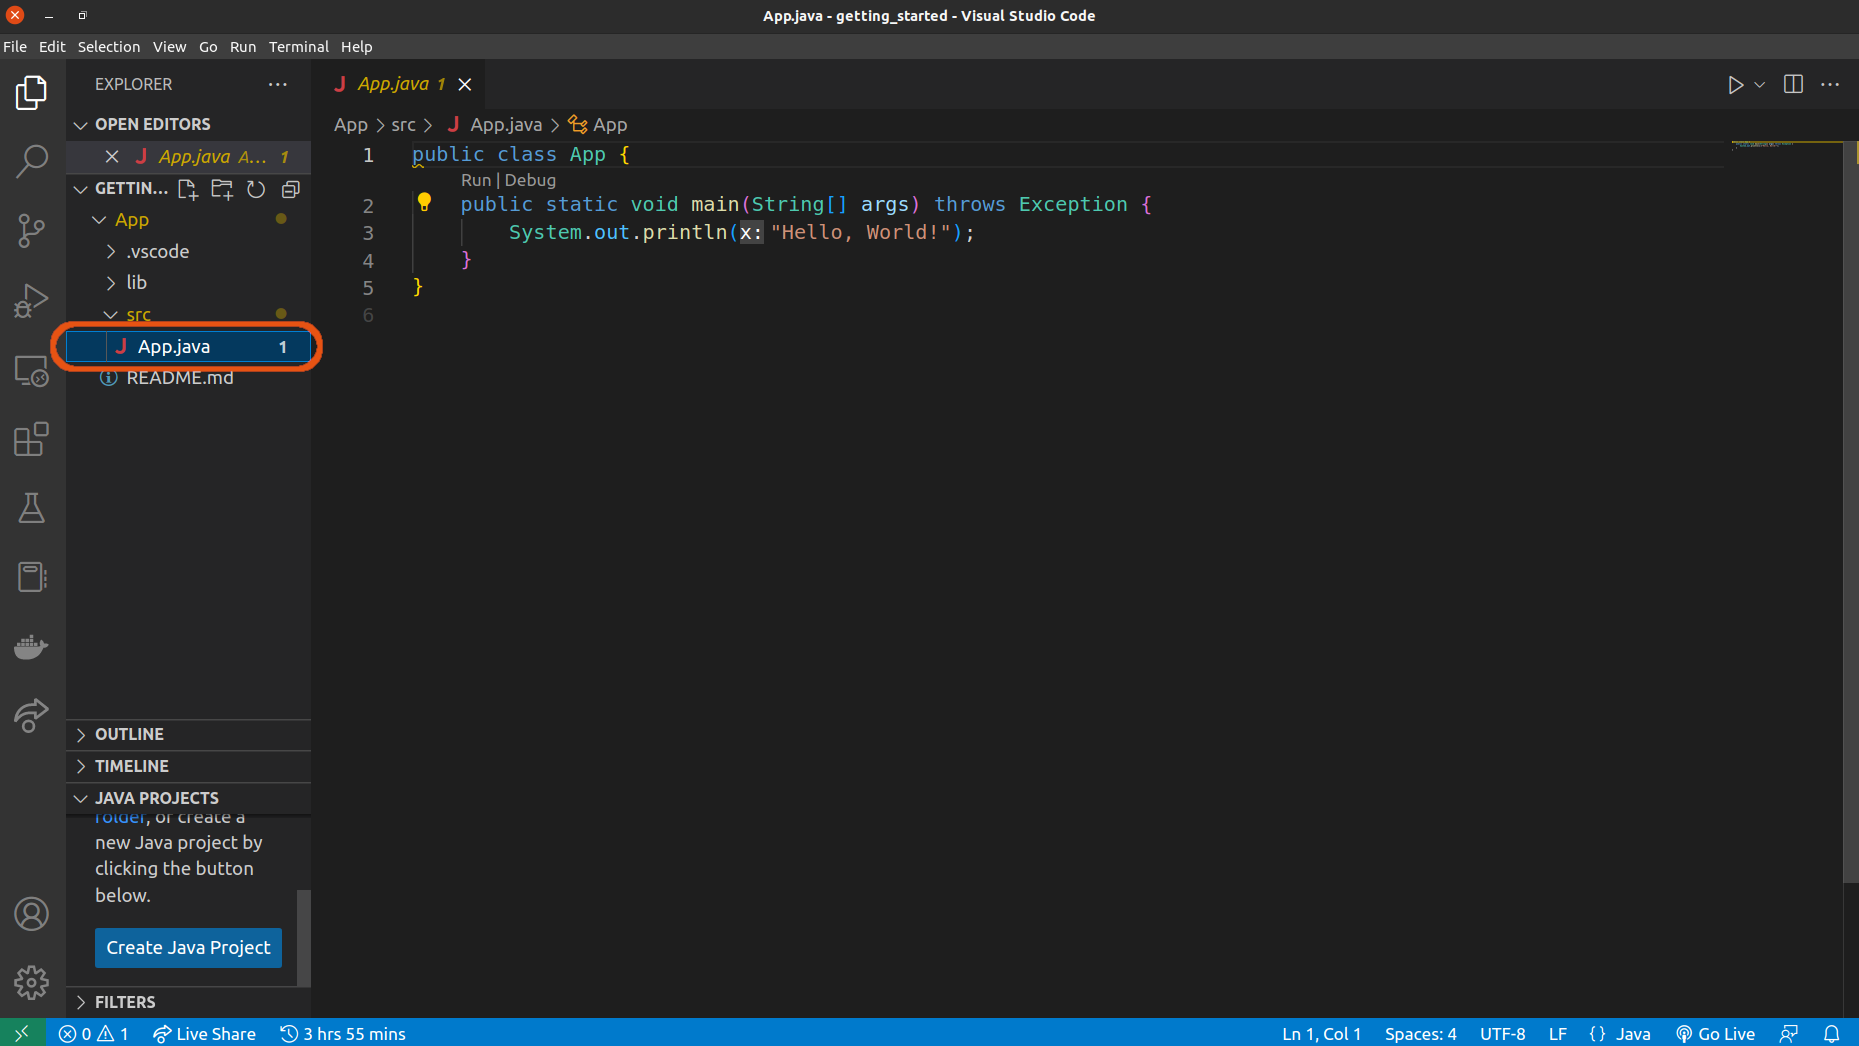 App.java - getting_started - Visual Studio Code
File Edit Selection View Go Run Terminal Help
EXPLORER
App.java 1
OPEN EDITORS
App.java A... 1
GETTIN...
App
.vscode
lib
src
App.java 1
README.md
App src App.java App
1 public class App {
Run | Debug
2 public static void main(String[] args) throws Exception {
3 System.out.println(x: "Hello, World!");
4 }
5 }
6
OUTLINE
TIMELINE
JAVA PROJECTS
folder, or create a
new Java project by
clicking the button
below.
Create Java Project
FILTERS
0 1 Live Share 3 hrs 55 mins Ln 1, Col 1 Spaces: 4 UTF-8 LF {} Java Go Live